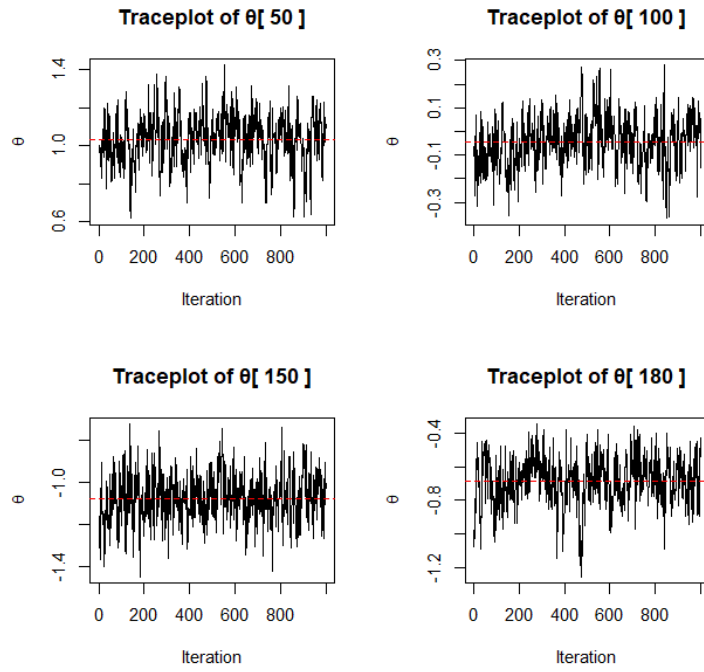 Traceplot of θ[ 50 ]
θ
0.6 1.0 1.4
0 200 400 600 800
Iteration
Traceplot of θ[ 100 ]
θ
-0.3 -0.1 0.1 0.3
0 200 400 600 800
Iteration
Traceplot of θ[ 150 ]
θ
-1.4 -1.0
0 200 400 600 800
Iteration
Traceplot of θ[ 180 ]
θ
-1.2 -0.8 -0.4
0 200 400 600 800
Iteration